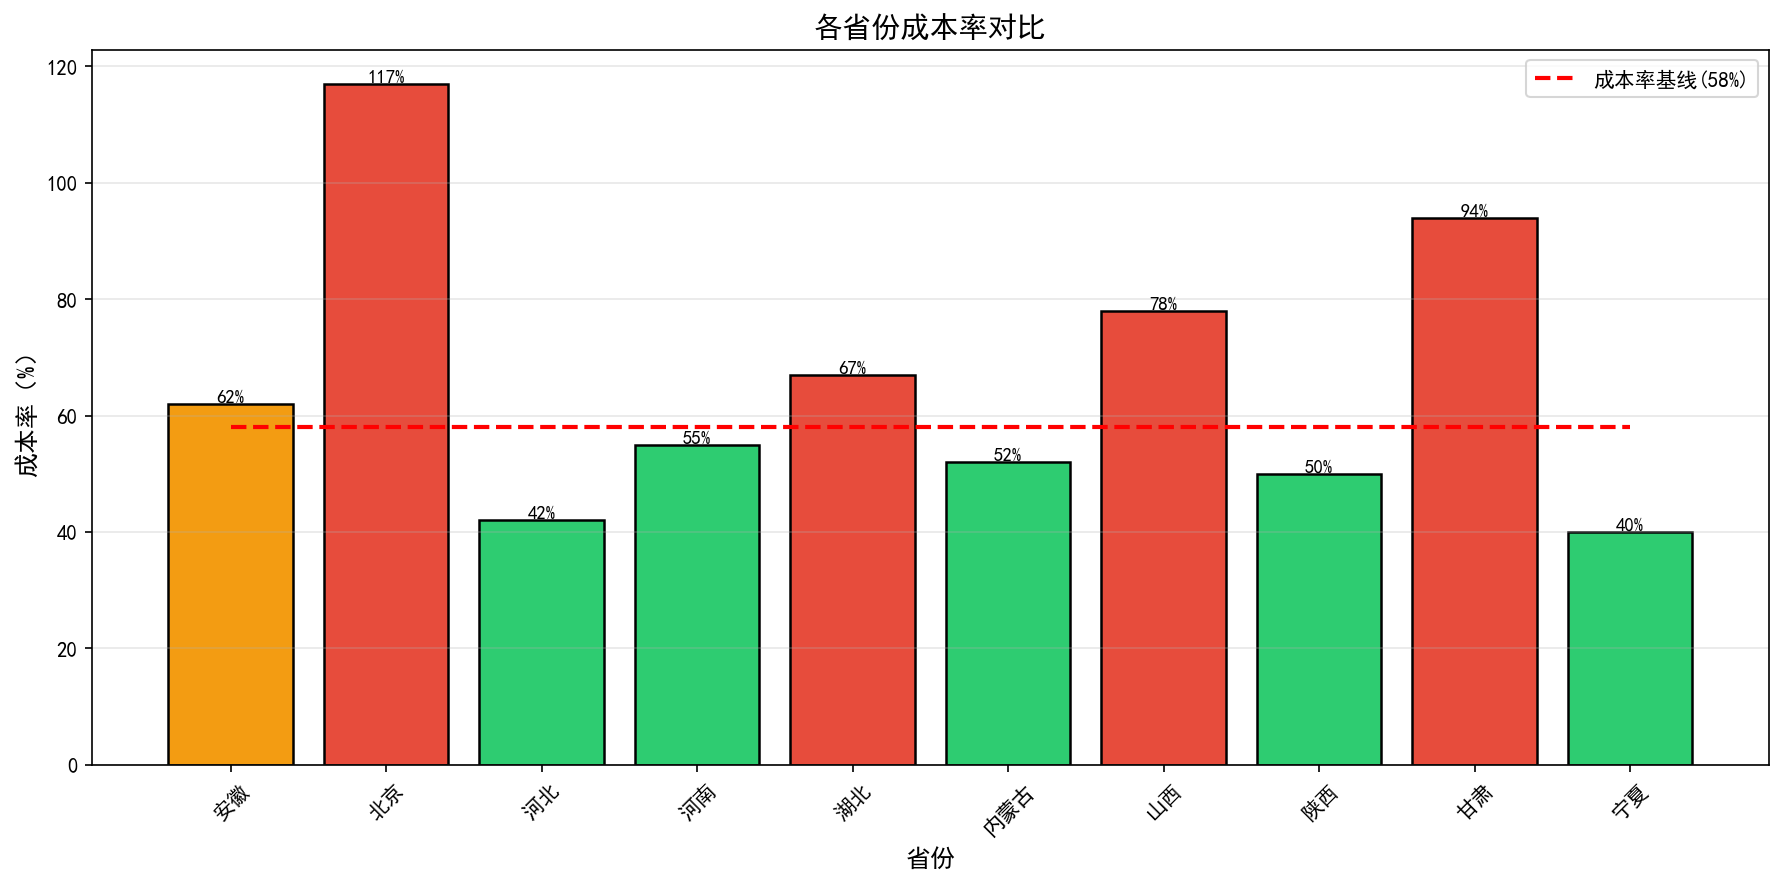 各省份成本率对比
成本率基线(58%)
成本率 (%)
120
100
80
60
40
20
0
62%
117%
42%
55%
67%
52%
78%
50%
94%
40%
安徽
北京
河北
河南
湖北
内蒙古
山西
陕西
甘肃
宁夏
省份